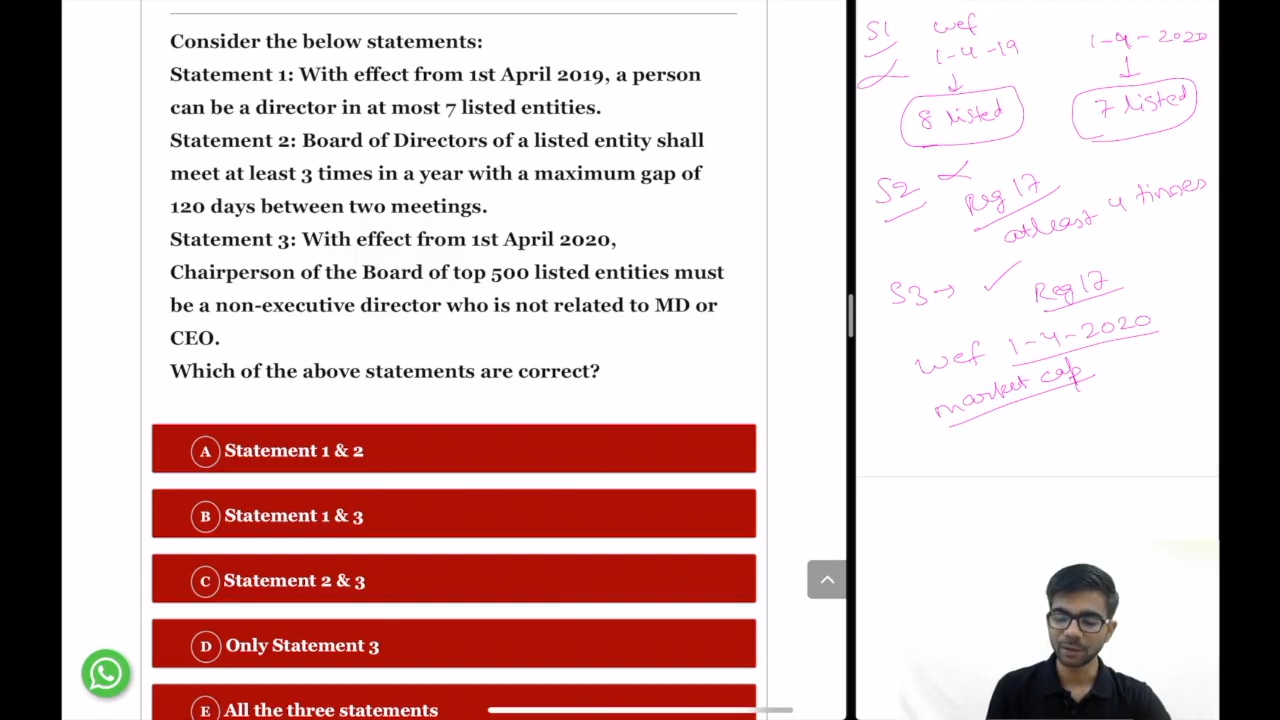 Consider the below statements:
Statement 1: With effect from 1st April 2019, a person
can be a director in at most 7 listed entities.
Statement 2: Board of Directors of a listed entity shall
meet at least 3 times in a year with a maximum gap of
120 days between two meetings.
Statement 3: With effect from 1st April 2020,
Chairperson of the Board of top 500 listed entities must
be a non-executive director who is not related to MD or
CEO.
Which of the above statements are correct?
A Statement 1 & 2
B Statement 1 & 3
C Statement 2 & 3
D Only Statement 3
E All the three statements
S1 wef
1-4-19
8 listed
1-4-2020
7 listed
S2
Reg 17
atleast 4 times
S3 → ✓ Reg 17
wef 1-4-2020
market cap